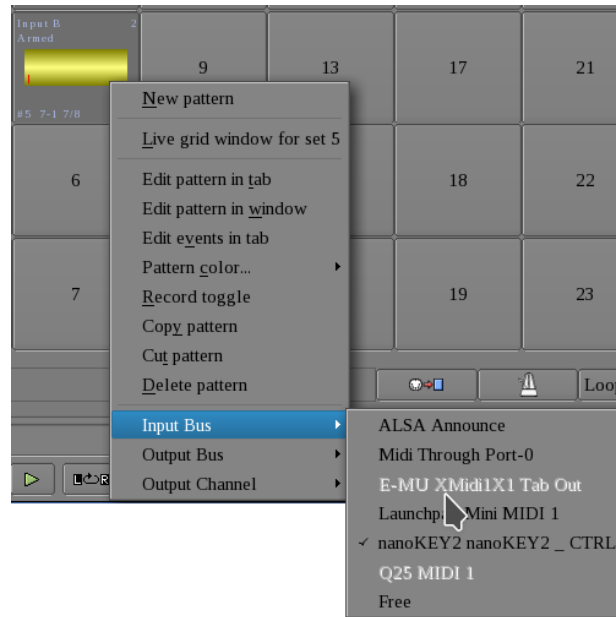 Input B 2
Armed
#5 7-1 7/8
9
13
17
21
New pattern
Live grid window for set 5
Edit pattern in tab
Edit pattern in window
Edit events in tab
Pattern color...
Record toggle
Copy pattern
Cut pattern
Delete pattern
Input Bus
Output Bus
Output Channel
6
18
22
7
19
23
Loo
R
ALSA Announce
Midi Through Port-0
E-MU XMidi1X1 Tab Out
Launchpad Mini MIDI 1
nanoKEY2 nanoKEY2 _ CTRL
Q25 MIDI 1
Free